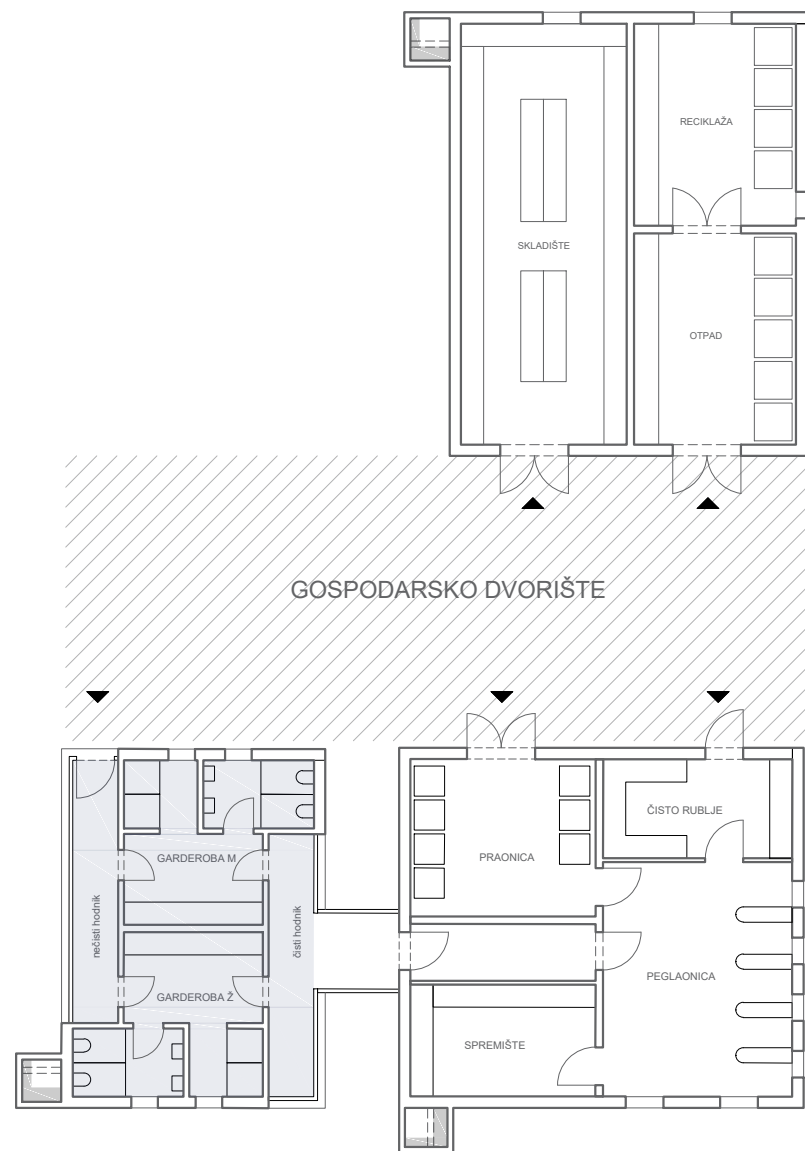 RECIKLAŽA
SKLADIŠTE
OTPAD
GOSPODARSKO DVORIŠTE
ČISTO RUBLJE
GARDEROBA M
PRAONICA
nečisti hodnik
čisti hodnik
PEGLAONICA
GARDEROBA Ž
SPREMIŠTE